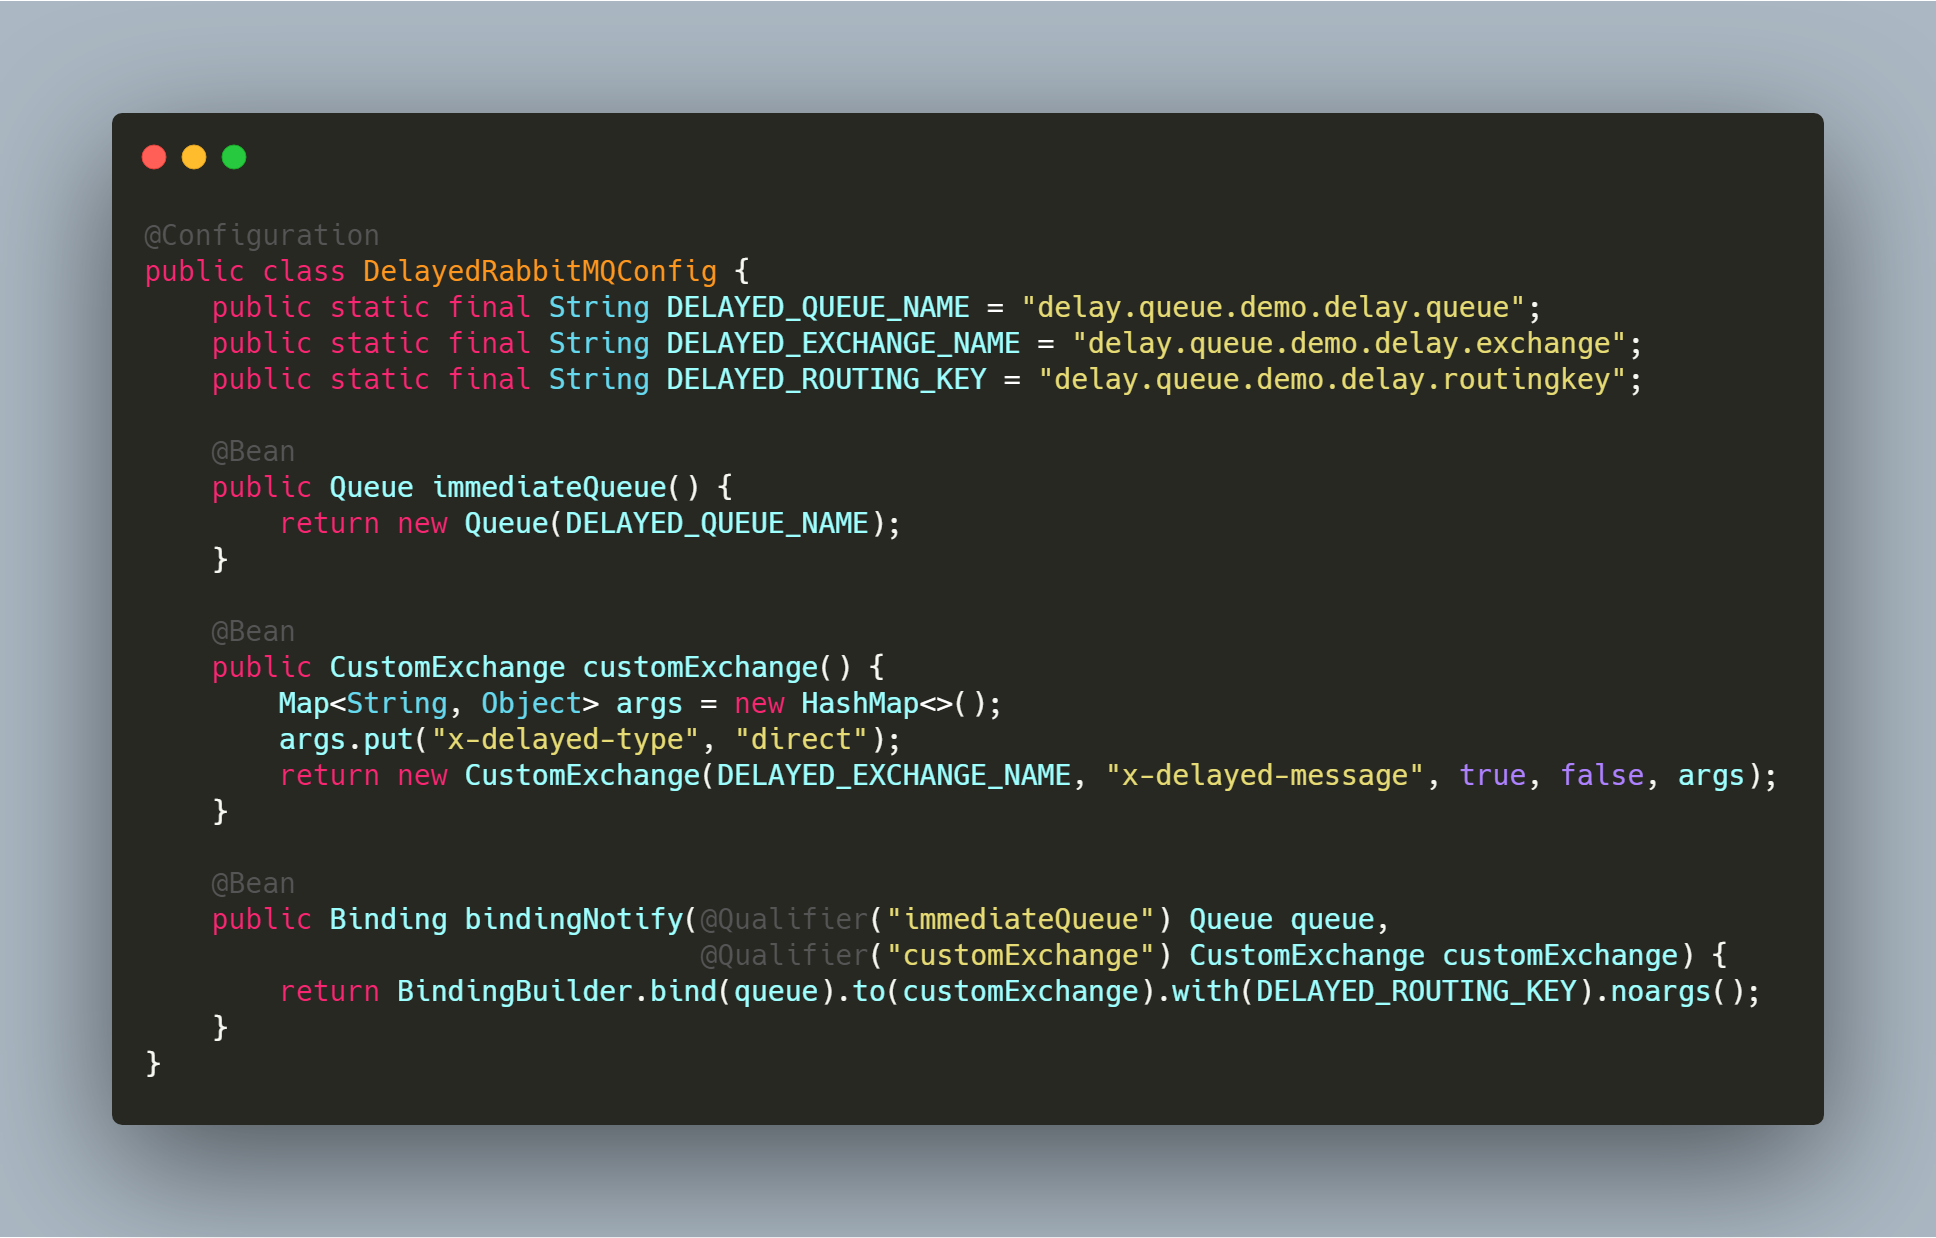 @Configuration
public class DelayedRabbitMQConfig {
    public static final String DELAYED_QUEUE_NAME = "delay.queue.demo.delay.queue";
    public static final String DELAYED_EXCHANGE_NAME = "delay.queue.demo.delay.exchange";
    public static final String DELAYED_ROUTING_KEY = "delay.queue.demo.delay.routingkey";

    @Bean
    public Queue immediateQueue() {
        return new Queue(DELAYED_QUEUE_NAME);
    }

    @Bean
    public CustomExchange customExchange() {
        Map<String, Object> args = new HashMap<>();
        args.put("x-delayed-type", "direct");
        return new CustomExchange(DELAYED_EXCHANGE_NAME, "x-delayed-message", true, false, args);
    }

    @Bean
    public Binding bindingNotify(@Qualifier("immediateQueue") Queue queue,
                                 @Qualifier("customExchange") CustomExchange customExchange) {
        return BindingBuilder.bind(queue).to(customExchange).with(DELAYED_ROUTING_KEY).noargs();
    }
}